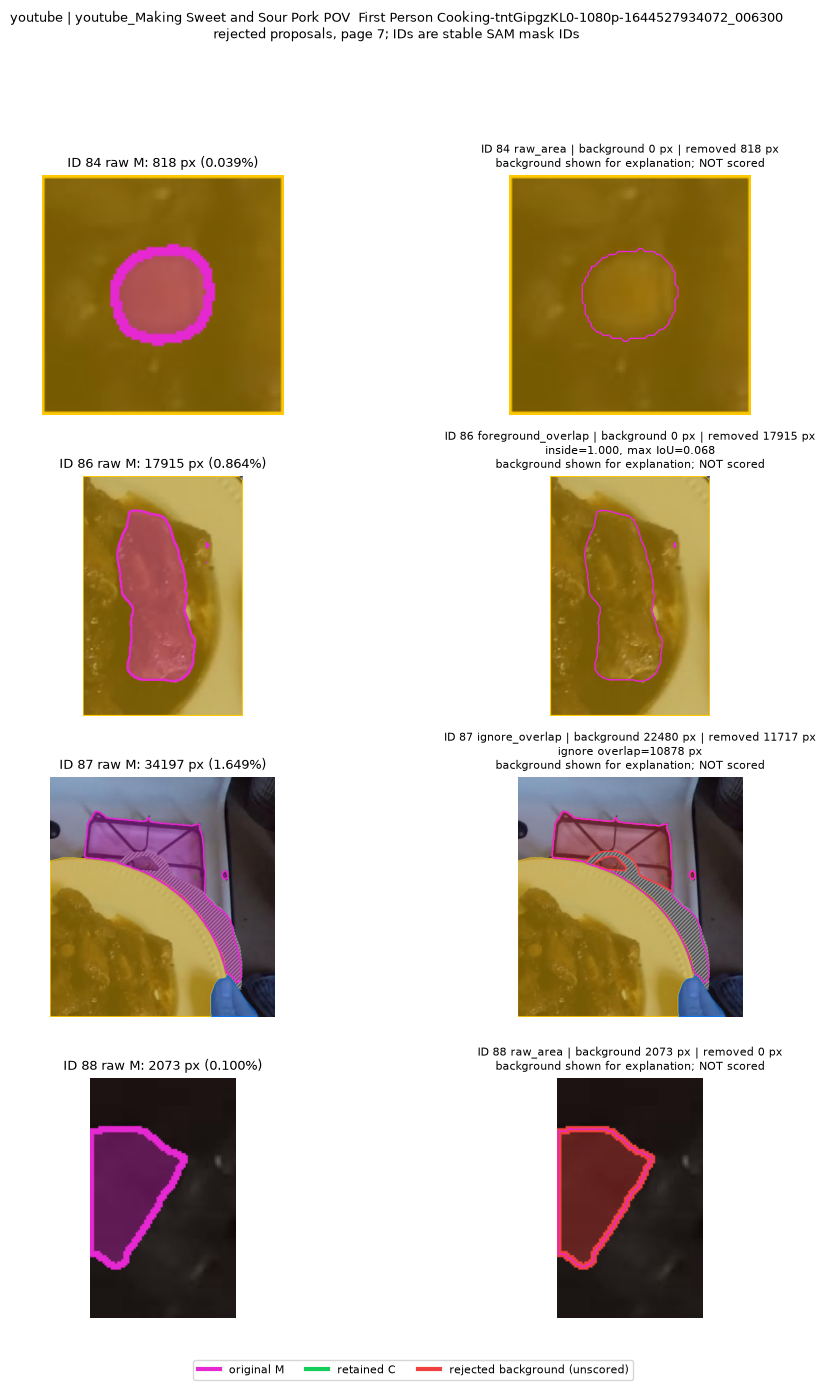 youtube | youtube_Making Sweet and Sour Pork POV  First Person Cooking-tntGipgzKL0-1080p-1644527934072_006300
rejected proposals, page 7; IDs are stable SAM mask IDs
ID 84 raw M: 818 px (0.039%)
ID 84 raw_area | background 0 px | removed 818 px
background shown for explanation; NOT scored
ID 86 raw M: 17915 px (0.864%)
ID 86 foreground_overlap | background 0 px | removed 17915 px
inside=1.000, max IoU=0.068
background shown for explanation; NOT scored
ID 87 raw M: 34197 px (1.649%)
ID 87 ignore_overlap | background 22480 px | removed 11717 px
ignore overlap=10878 px
background shown for explanation; NOT scored
ID 88 raw M: 2073 px (0.100%)
ID 88 raw_area | background 2073 px | removed 0 px
background shown for explanation; NOT scored
original M
retained C
rejected background (unscored)